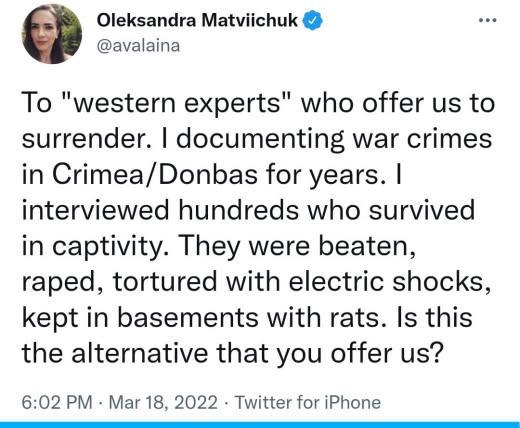 Oleksandra Matviichuk
@avalaina
To "western experts" who offer us to
surrender. I documenting war crimes
in Crimea/Donbas for years. I
interviewed hundreds who survived
in captivity. They were beaten,
raped, tortured with electric shocks,
kept in basements with rats. Is this
the alternative that you offer us?
6:02 PM · Mar 18, 2022 · Twitter for iPhone